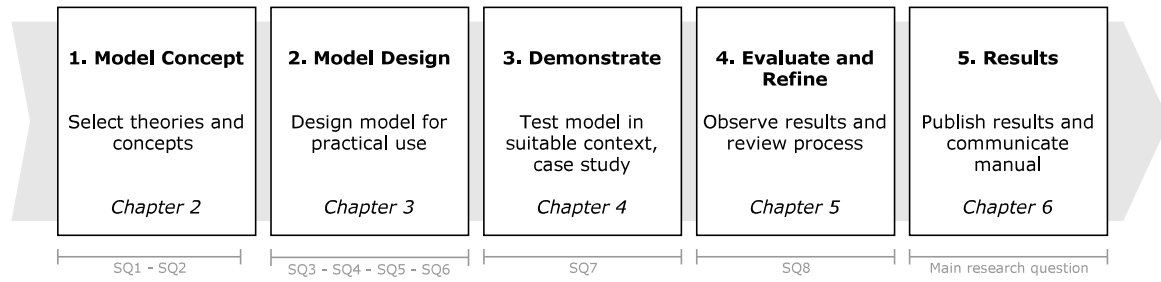 1. Model Concept
Select theories and
concepts
Chapter 2
SQ1 - SQ2
2. Model Design
Design model for
practical use
Chapter 3
SQ3 - SQ4 - SQ5 - SQ6
3. Demonstrate
Test model in
suitable context,
case study
Chapter 4
SQ7
4. Evaluate and
Refine
Observe results and
review process
Chapter 5
SQ8
5. Results
Publish results and
communicate
manual
Chapter 6
Main research question